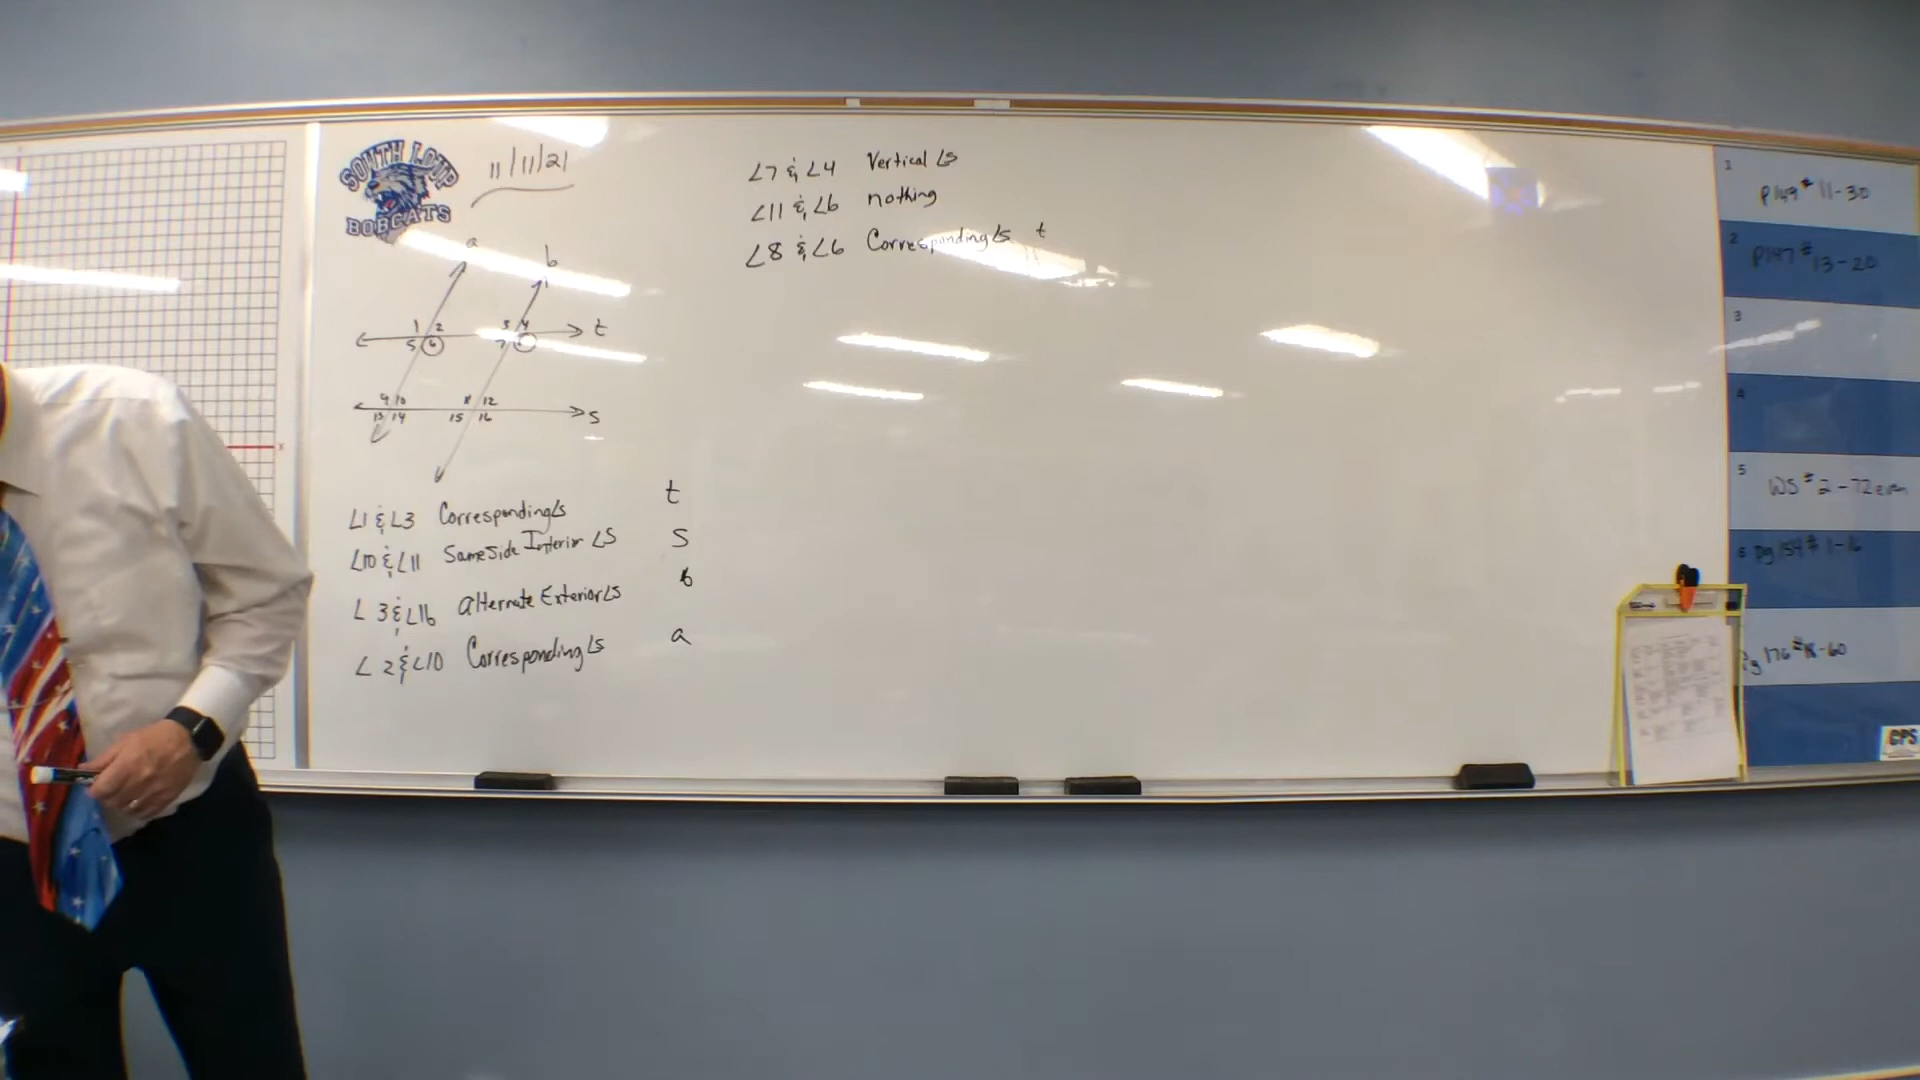 SOUTH LOUP
BOBCATS
11/11/21
a
b
1 2 3 4 t
5 6 7
9 10 12
13 14 15 16 s
∠1 & ∠3 Corresponding ∠s t
∠10 & ∠11 Same Side Interior ∠s s
∠3 & ∠16 Alternate Exterior ∠s b
∠2 & ∠10 Corresponding ∠s a
∠7 & ∠4 Vertical ∠s
∠11 & ∠6 nothing
∠8 & ∠6 Corresponding ∠s t
1
P149 # 11-30
2
P147 # 13-20
3
4
5
WS # 2-72 even
6
Pg 154 # 1-16
Pg 176 # 18-60
GPS
x